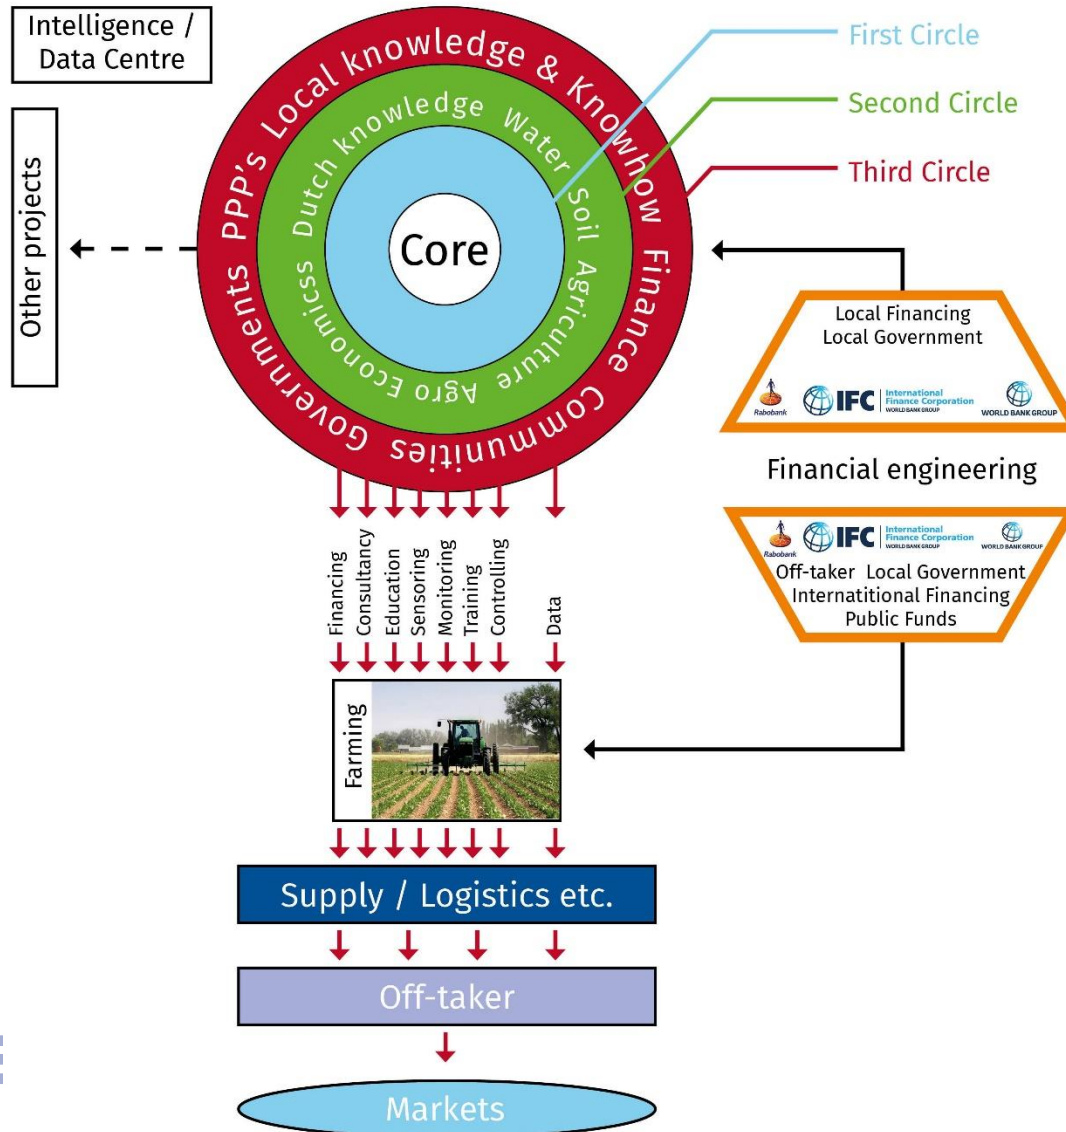 Intelligence /
Data Centre
Other projects
First Circle
Second Circle
Third Circle
Governments PPP's Local knowledge & Knowhow Finance Communities
Dutch knowledge Water Soil Agriculture Agro Economicss
Core
Local Financing
Local Government
Rabobank
IFC International
Finance Corporation
WORLD BANK GROUP
WORLD BANK GROUP
Financial engineering
Rabobank
IFC International
Finance Corporation
WORLD BANK GROUP
WORLD BANK GROUP
Off-taker Local Government
Internatitional Financing
Public Funds
Financing
Consultancy
Education
Sensoring
Monitoring
Training
Controlling
Data
Farming
Supply / Logistics etc.
Off-taker
Markets